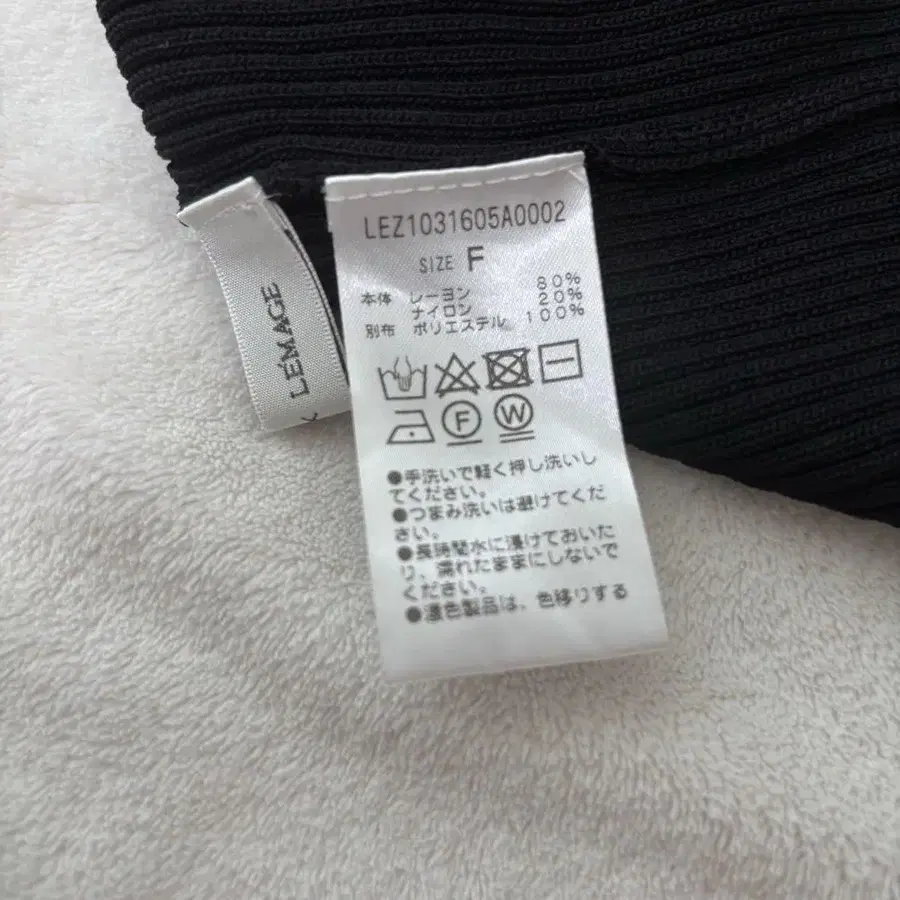 LÉMAGE
LEZ1031605A0002
SIZE F
本体 レーヨン 80%
ナイロン 20%
別布 ポリエステル 100%
F W
●手洗いで軽く押し洗いし
てください。
●つまみ洗いは避けてくだ
さい。
●長時間水に浸けておいた
り、濡れたままにしないで
ください。
●濃色製品は、色移りする